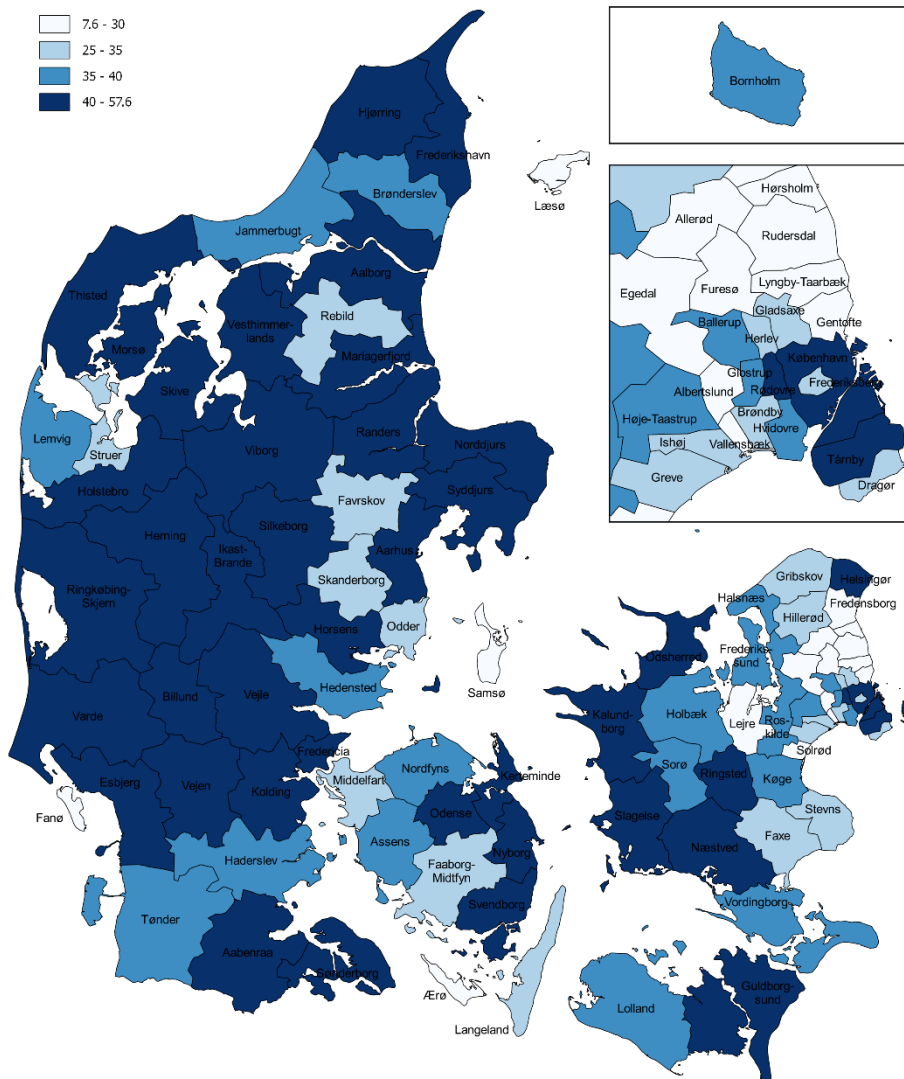 7.6 - 30
25 - 35
35 - 40
40 - 57.6
Bornholm
Hjørring
Frederikshavn
Brønderslev
Læsø
Jammerbugt
Aalborg
Thisted
Vesthimmer-
lands
Rebild
Morsø
Mariagerfjord
Skive
Lemvig
Struer
Viborg
Randers
Norddjurs
Holstebro
Syddjurs
Favrskov
Herning
Silkeborg
Ikast-
Brande
Aarhus
Skanderborg
Ringkøbing-
Skjern
Horsens
Odder
Samsø
Hedensted
Billund
Vejle
Varde
Fredericia
Esbjerg
Vejen
Kolding
Middelfart
Nordfyns
Kerteminde
Fanø
Odense
Assens
Haderslev
Nyborg
Faaborg-
Midtfyn
Tønder
Svendborg
Aabenraa
Sønderborg
Ærø
Langeland
Hørsholm
Allerød
Rudersdal
Egedal
Furesø
Lyngby-Taarbæk
Gladsaxe
Gentofte
Ballerup
Herlev
København
Glostrup
Rødovre
Frederiksberg
Albertslund
Brøndby
Høje-Taastrup
Hvidovre
Ishøj
Vallensbæk
Tårnby
Greve
Dragør
Gribskov
Helsingør
Halsnæs
Fredensborg
Hillerød
Frederiks-
sund
Odsherred
Kalund-
borg
Holbæk
Lejre
Ros-
kilde
Solrød
Sorø
Ringsted
Køge
Slagelse
Stevns
Næstved
Faxe
Vordingborg
Guldborg-
sund
Lolland